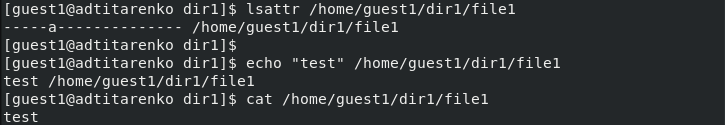 [guest1@adtitarenko dir1]$ lsattr /home/guest1/dir1/file1
-----a-------------- /home/guest1/dir1/file1
[guest1@adtitarenko dir1]$
[guest1@adtitarenko dir1]$ echo "test" /home/guest1/dir1/file1
test /home/guest1/dir1/file1
[guest1@adtitarenko dir1]$ cat /home/guest1/dir1/file1
test